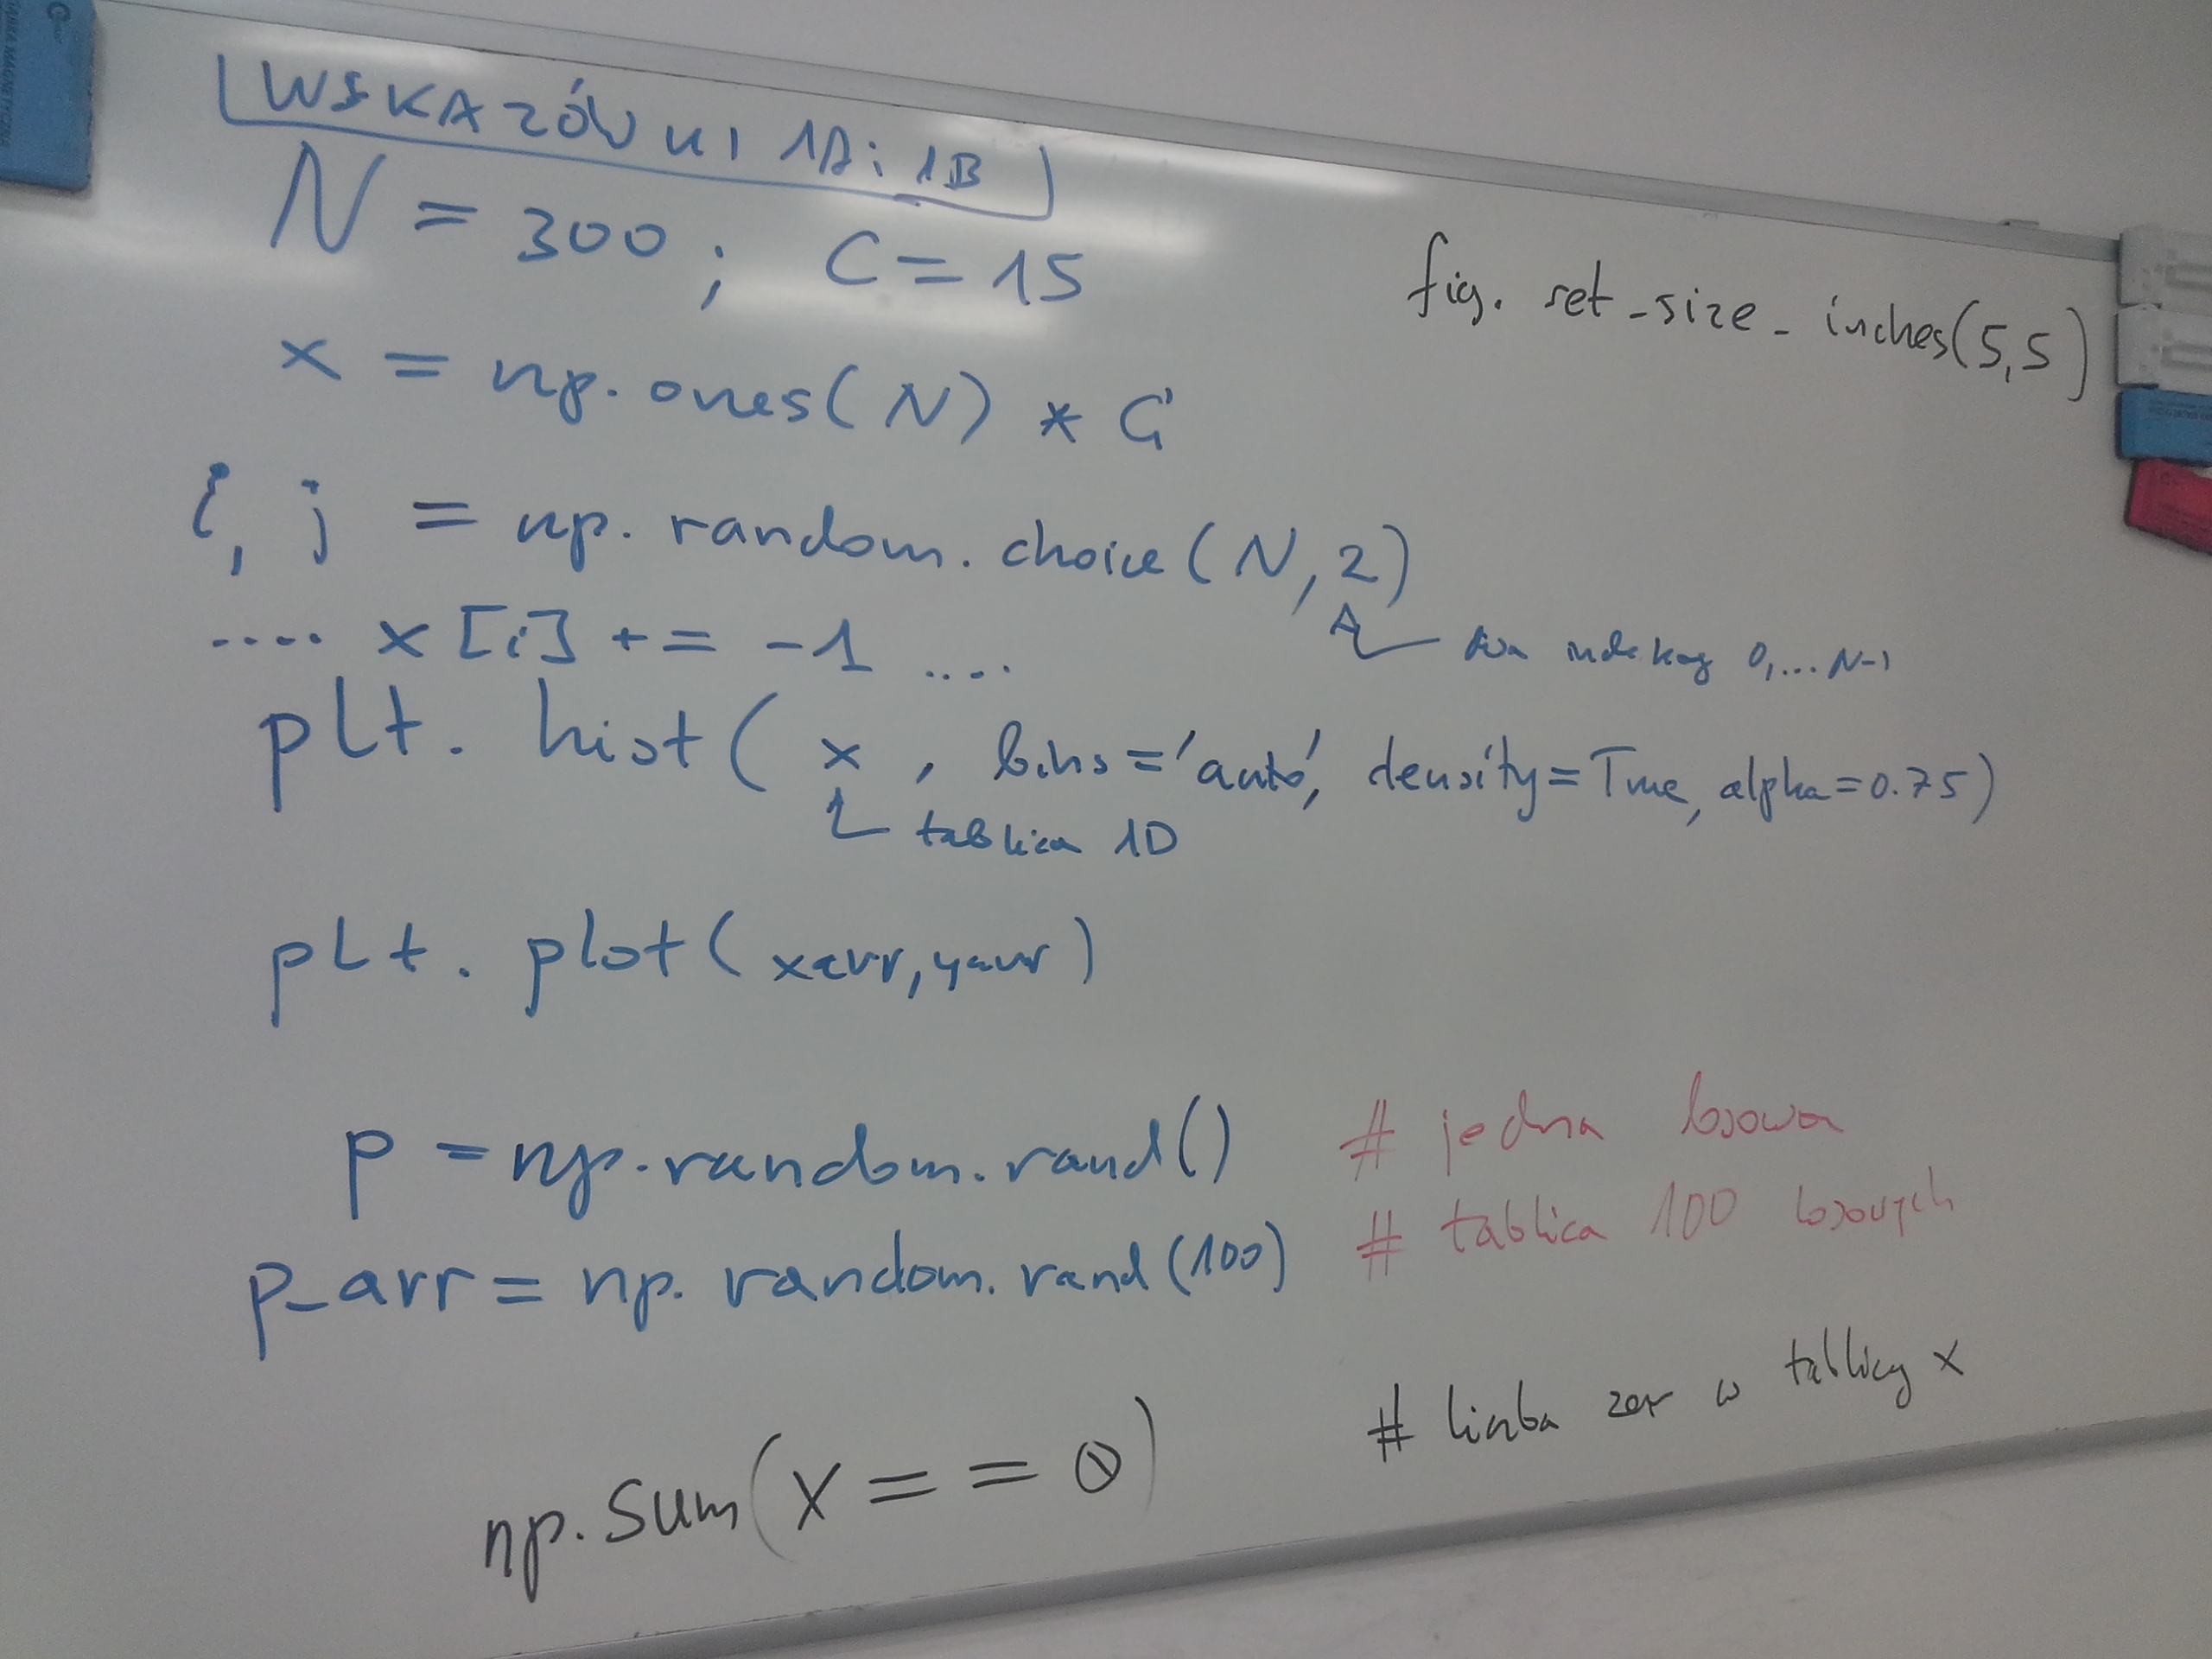 WSKAZÓWKI 1A i 1B
N = 300 ; C = 15
fig. set_size_inches(5,5)
x = np.ones(N) * C
i, j = np.random.choice(N, 2)
dwa indeksy 0,...N-1
.... x[i] += -1 ....
plt. hist( x , bins='auto', density=True, alpha=0.75)
tablica 1D
plt. plot( xarr, yarr)
p = np.random.rand() # jedna losowa
p_arr = np. random. rand(100) # tablica 100 losowych
np.sum(x == 0) # liczba zer w tablicy x